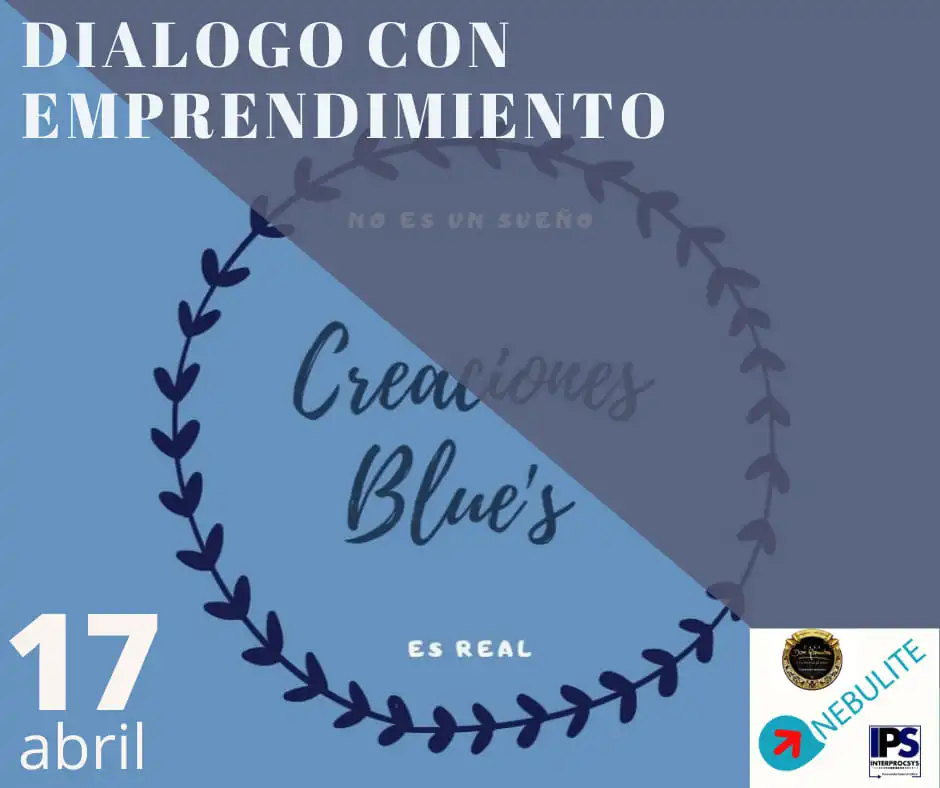 DIALOGO CON
EMPRENDIMIENTO
NO ES UN SUEÑO
Creaciones
Blue's
ES REAL
17
abril
NEBULITE
IPS
INTERPROCSYS